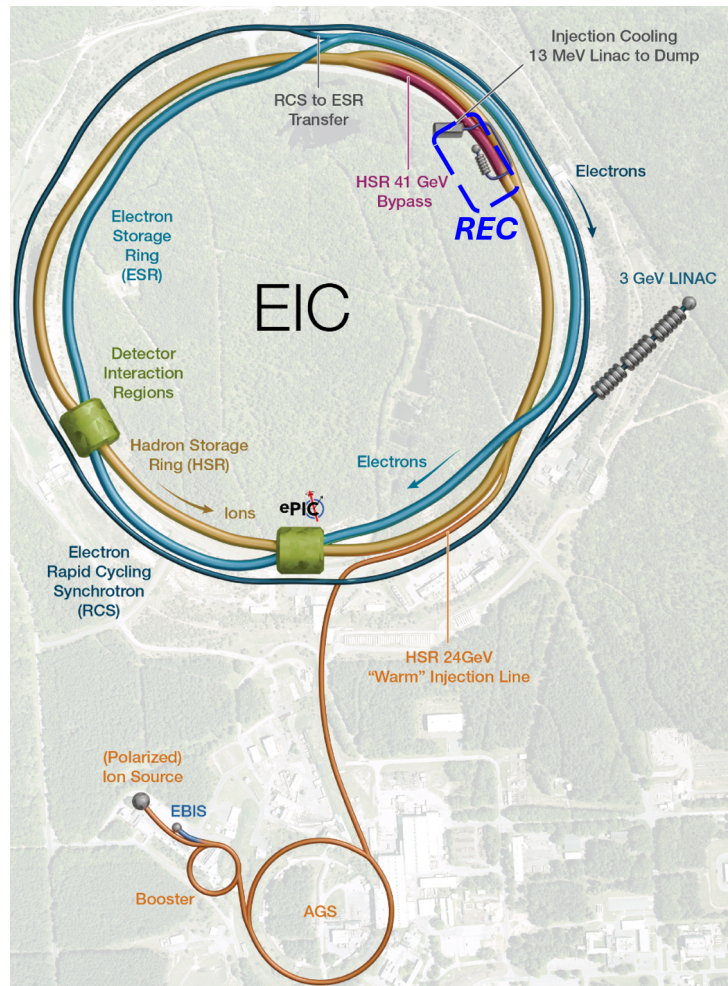 Injection Cooling
13 MeV Linac to Dump
RCS to ESR
Transfer
HSR 41 GeV
Bypass
REC
Electrons
Electron
Storage
Ring
(ESR)
EIC
3 GeV LINAC
Detector
Interaction
Regions
Hadron Storage
Ring (HSR)
Ions
Electrons
ePIC
Electron
Rapid Cycling
Synchrotron
(RCS)
HSR 24GeV
“Warm” Injection Line
(Polarized)
Ion Source
EBIS
Booster
AGS